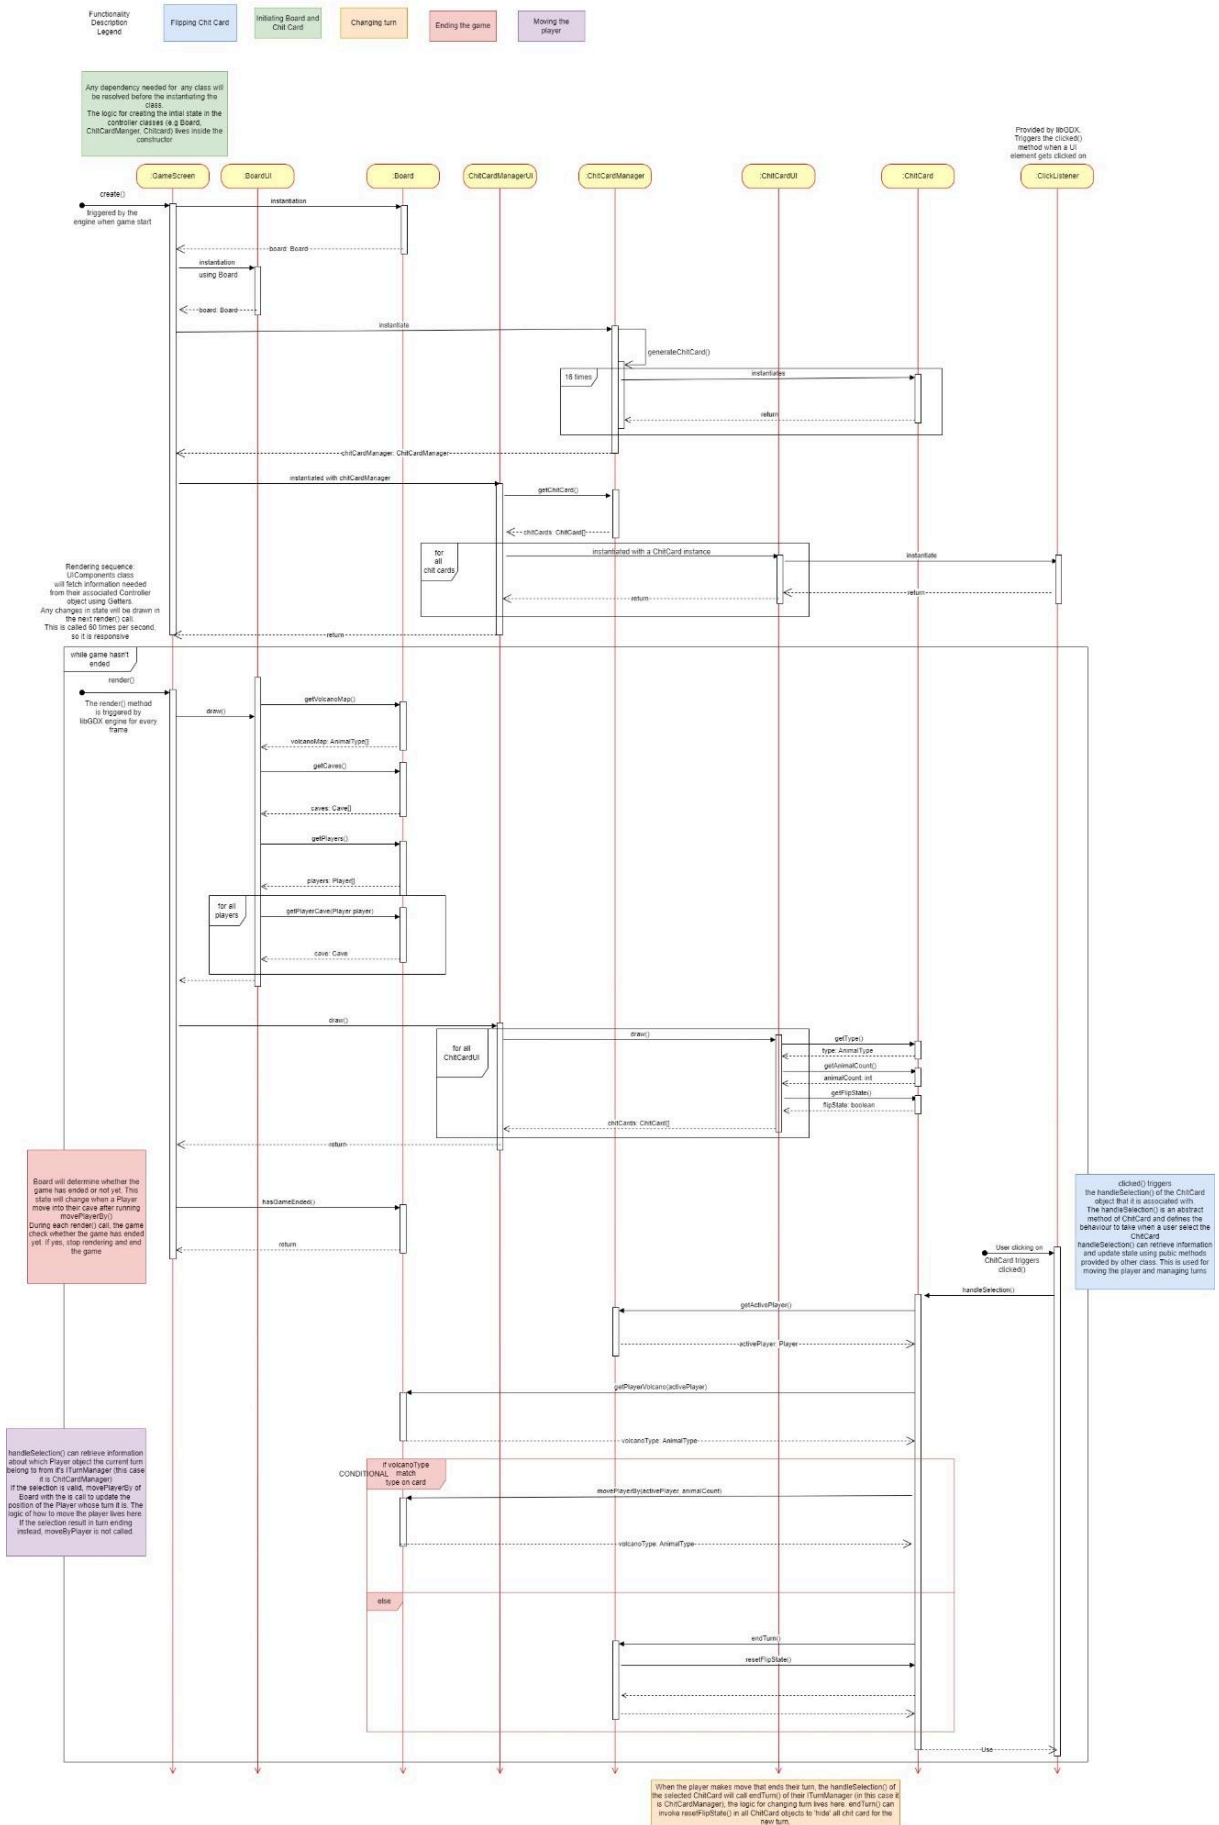 Functionality
Description
Legend
Flipping Chit Card
Initiating Board and
Chit Card
Changing turn
Ending the game
Moving the
player
Any dependency needed for any class will
be resolved before the instantiating the
class.
The logic for creating the intial state in the
controller classes (e.g Board,
ChitCardManger, Chitcard) lives inside the
constructor
Provided by libGDX.
Triggers the clicked()
method when a UI
element gets clicked on
:GameScreen
:BoardUI
:Board
ChitCardManagerUI
:ChitCardManager
:ChitCardUI
:ChitCard
:ClickListener
create()
triggered by the
engine when game start
instantiation
board: Board
instantiation
using Board
board: Board
instantiate
generateChitCard()
16 times
instantiates
return
chitCardManager: ChitCardManager
instantiated with chitCardManager
getChitCard()
chitCards: ChitCard[]
for
all
chit cards
instantiated with a ChitCard instance
instantiate
return
return
Rendering sequence:
UIComponents class
will fetch information needed
from their associated Controller
object using Getters.
Any changes in state will be drawn in
the next render() call.
This is called 60 times per second,
so it is responsive
return
while game hasn't
ended
render()
The render() method
is triggered by
libGDX engine for every
frame
draw()
getVolcanoMap()
volcanoMap: AnimalType[]
getCaves()
caves: Cave[]
getPlayers()
players: Player[]
for all
players
getPlayerCave(Player player)
cave: Cave
draw()
for all
ChitCardUI
draw()
getType()
type: AnimalType
getAnimalCount()
animalCount: int
getFlipState()
flipState: boolean
chitCards: ChitCard[]
return
Board will determine whether the
game has ended or not yet. This
state will change when a Player
move into their cave after running
movePlayerBy()
During each render() call, the game
check whether the game has ended
yet. If yes, stop rendering and end
the game
hasGameEnded()
return
clicked() triggers
the handleSelection() of the ChitCard
object that it is associated with.
The handleSelection() is an abstract
method of ChitCard and defines the
behaviour to take when a user select the
ChitCard
handleSelection() can retrieve information
and update state using pubic methods
provided by other class. This is used for
moving the player and managing turns
User clicking on
ChitCard triggers
clicked()
handleSelection()
getActivePlayer()
activePlayer: Player
getPlayerVolcano(activePlayer)
volcanoType: AnimalType
handleSelection() can retrieve information
about which Player object the current turn
belong to from it's ITurnManager (this case
it is ChitCardManager)
If the selection is valid, movePlayerBy of
Board with the is call to update the
position of the Player whose turn it is. The
logic of how to move the player lives here.
If the selection result in turn ending
instead, moveByPlayer is not called.
CONDITIONAL
if volcanoType
match
type on card
movePlayerBy(activePlayer, animalCount)
volcanoType: AnimalType
else
endTurn()
resetFlipState()
Use
When the player makes move that ends their turn, the handleSelection() of
the selected ChitCard will call endTurn() of their ITurnManager (in this case it
is ChitCardManager), the logic for changing turn lives here. endTurn() can
invoke resetFlipState() in all ChitCard objects to 'hide' all chit card for the
new turn.